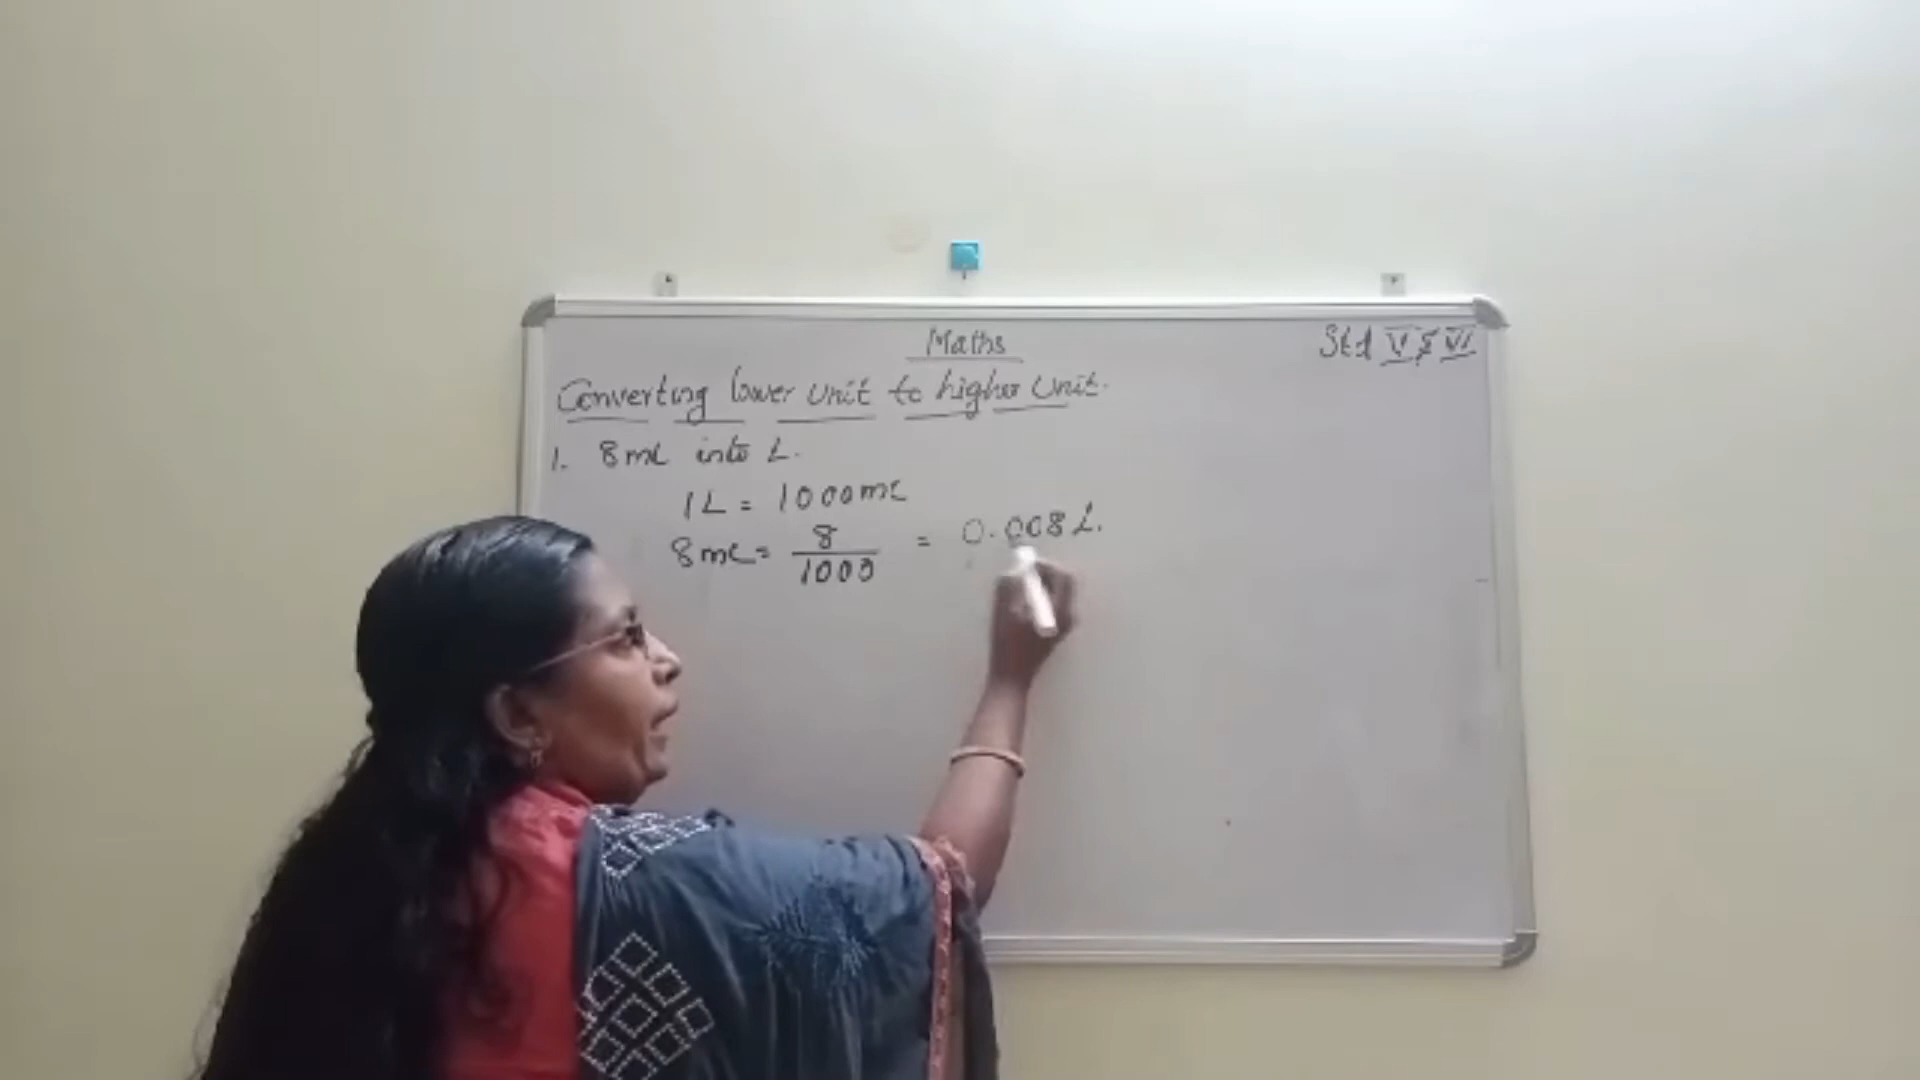 Maths
Std V & VI
Converting lower unit to higher unit.
1. 8ml into L.
1L = 1000ml
8ml = 8/1000 = 0.008L.